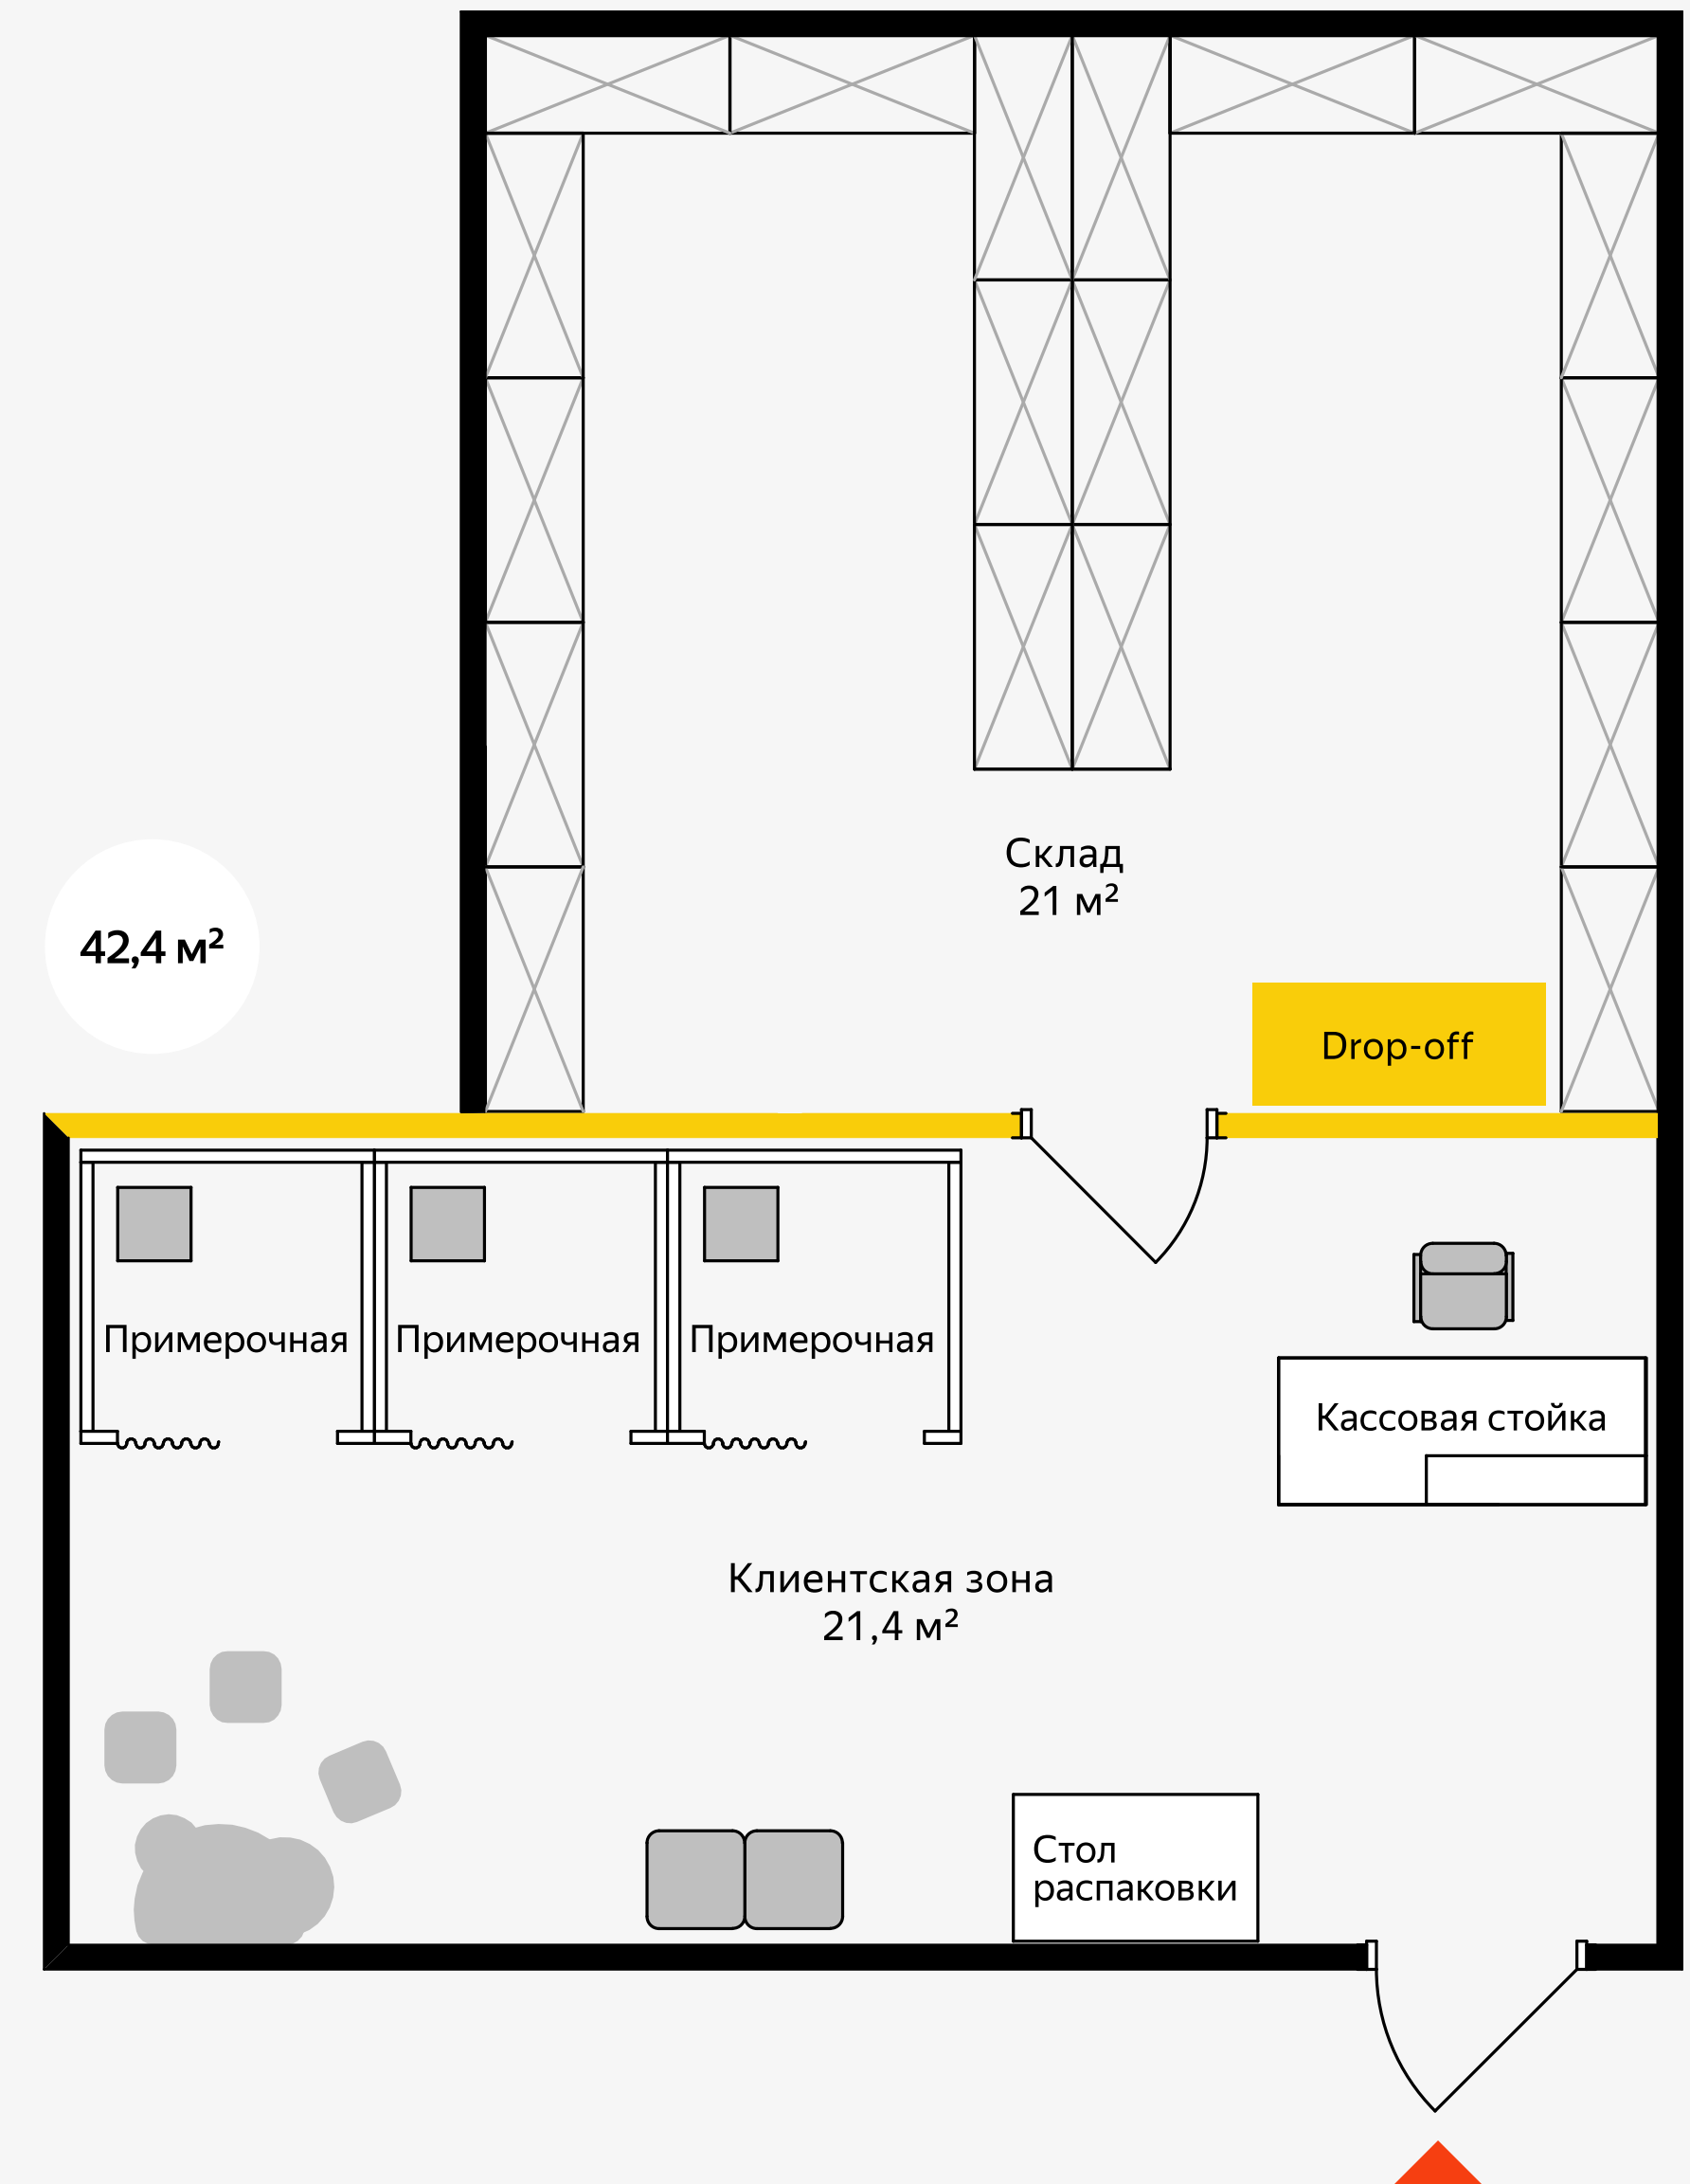 Склад
21 м²
42,4 м²
Drop-off
Примерочная
Примерочная
Примерочная
Кассовая стойка
Клиентская зона
21,4 м²
Стол
распаковки